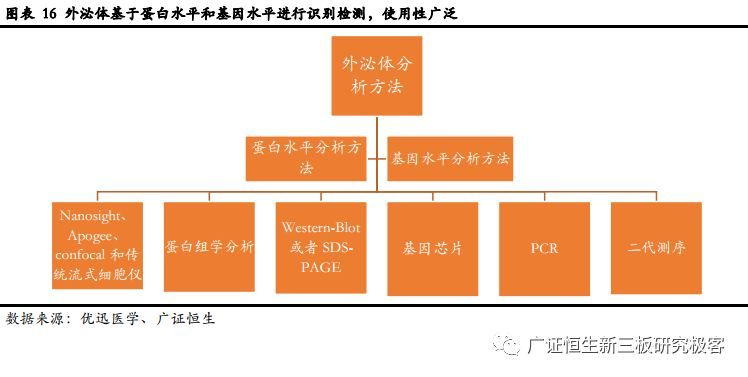 图表 16 外泌体基于蛋白水平和基因水平进行识别检测，使用性广泛
外泌体分
析方法
蛋白水平分析方
法
基因水平分析方法
Nanosight、
Apogee、
confocal 和传
统流式细胞仪
蛋白组学分析
Western-Blot
或者 SDS-
PAGE
基因芯片
PCR
二代测序
数据来源：优迅医学、广证恒生
广证恒生新三板研究极客